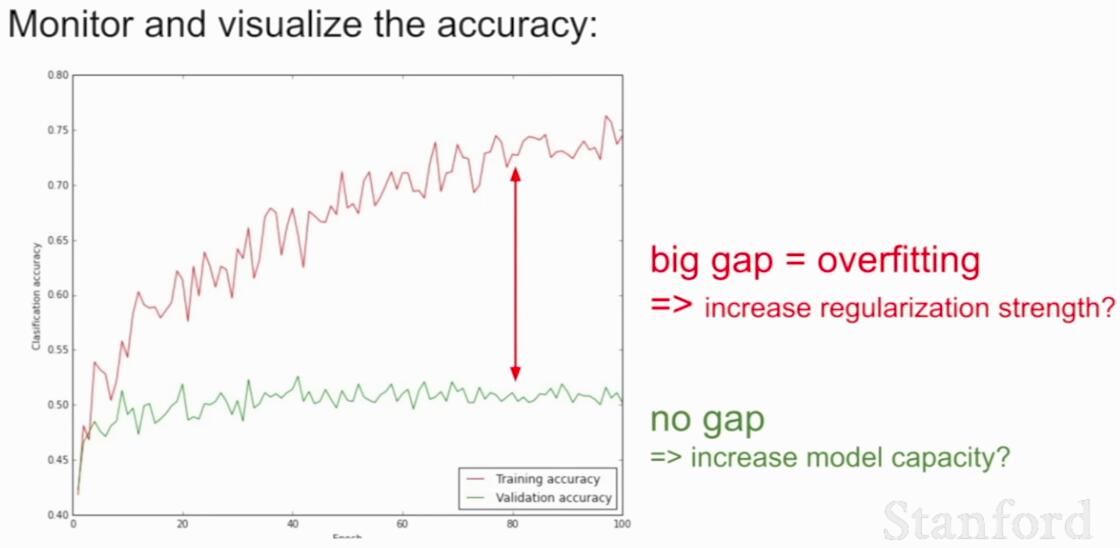 Monitor and visualize the accuracy:
0.80
0.75
0.70
0.65
0.60
0.55
0.50
0.45
0.40
Clasification accuracy
0
20
40
60
80
100
Training accuracy
Validation accuracy
big gap = overfitting
=> increase regularization strength?
no gap
=> increase model capacity?
Stanford